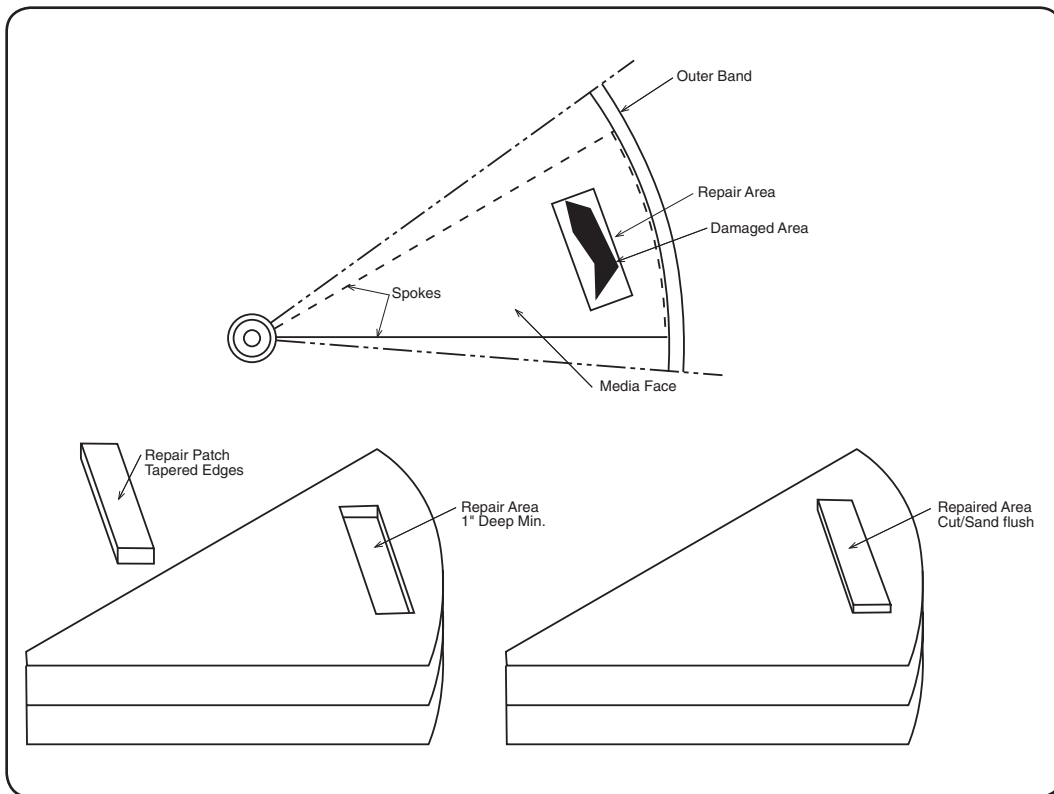 Outer Band
Repair Area
Damaged Area
Spokes
Media Face
Repair Patch
Tapered Edges
Repair Area
1" Deep Min.
Repaired Area
Cut/Sand flush